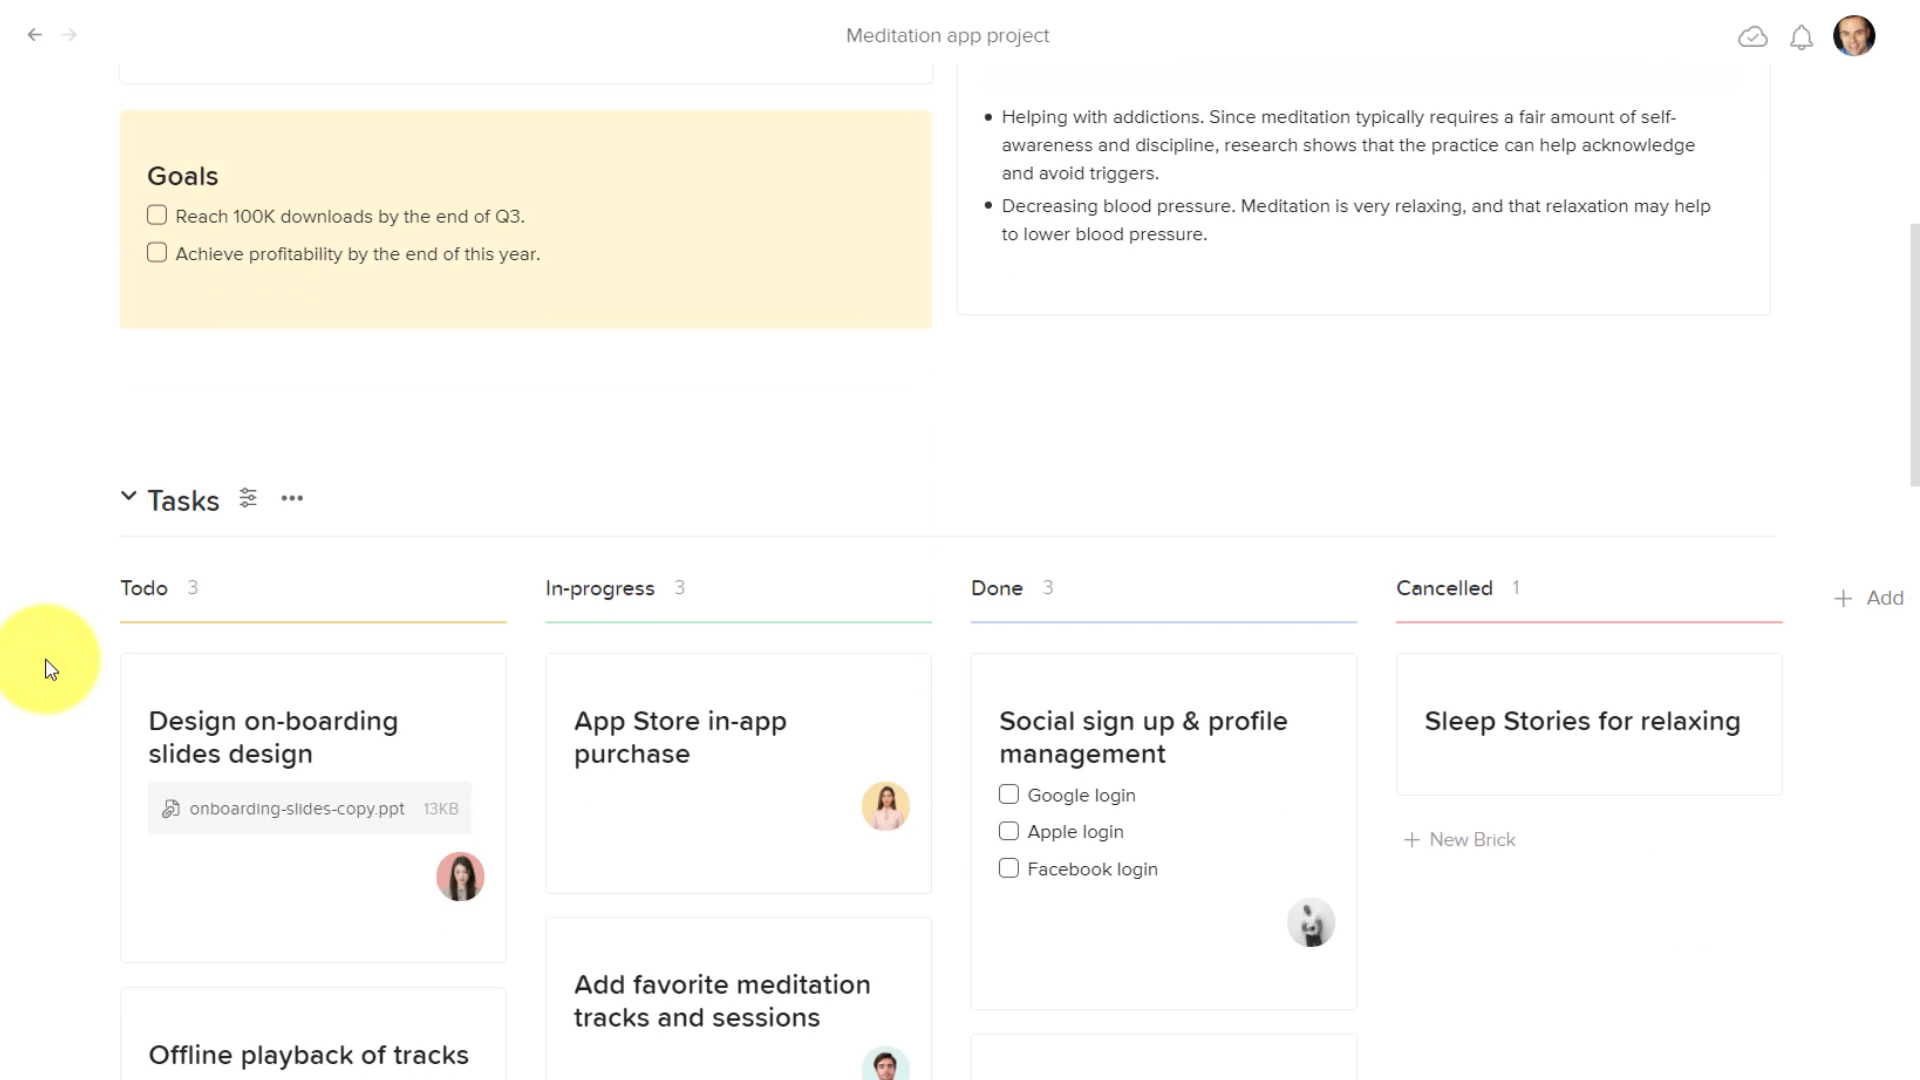 Meditation app project
Goals
Reach 100K downloads by the end of Q3.
Achieve profitability by the end of this year.
Helping with addictions. Since meditation typically requires a fair amount of self-
awareness and discipline, research shows that the practice can help acknowledge
and avoid triggers.
Decreasing blood pressure. Meditation is very relaxing, and that relaxation may help
to lower blood pressure.
Tasks
Todo 3
In-progress 3
Done 3
Cancelled 1
+ Add
Design on-boarding
slides design
onboarding-slides-copy.ppt 13KB
Offline playback of tracks
App Store in-app
purchase
Add favorite meditation
tracks and sessions
Social sign up & profile
management
Google login
Apple login
Facebook login
Sleep Stories for relaxing
+ New Brick